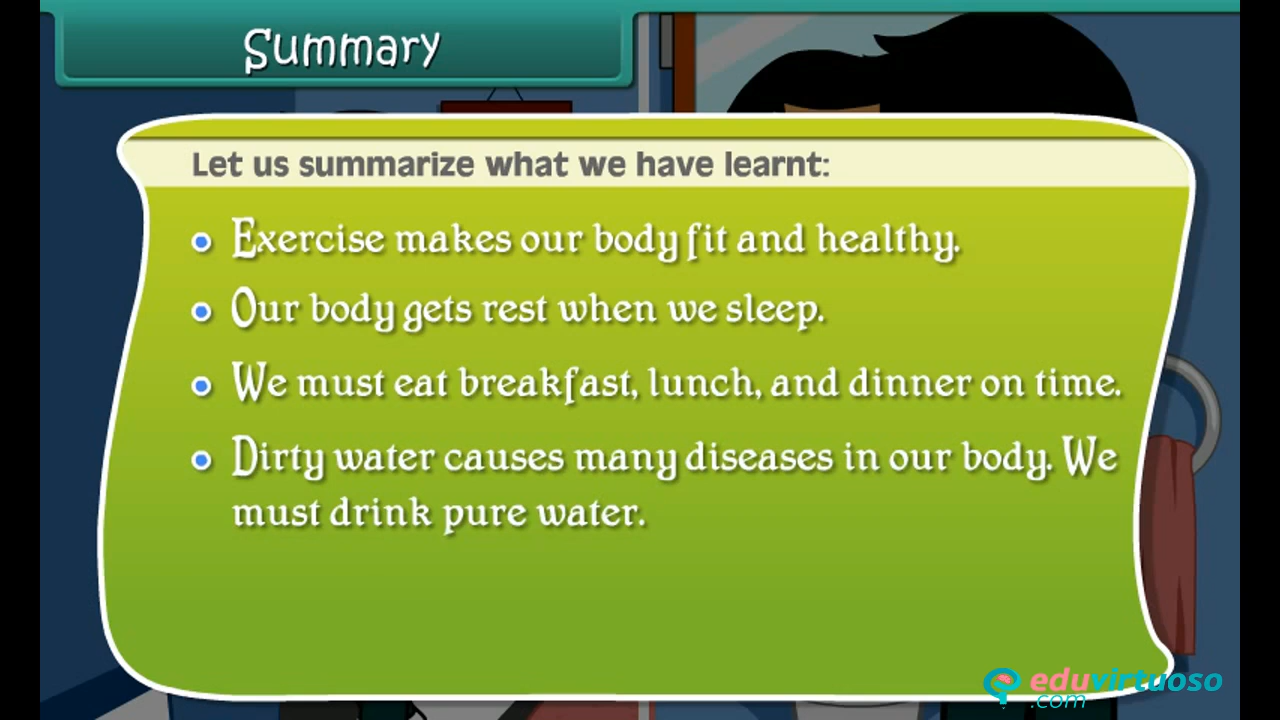 Summary
Let us summarize what we have learnt:
Exercise makes our body fit and healthy.
Our body gets rest when we sleep.
We must eat breakfast, lunch, and dinner on time.
Dirty water causes many diseases in our body. We
must drink pure water.
eduvirtuoso
.com